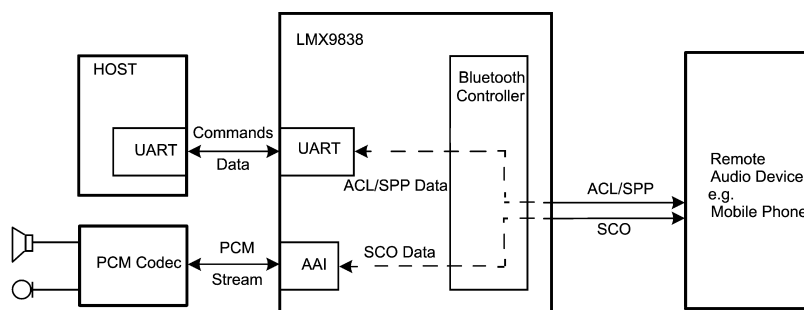 LMX9838
HOST
Bluetooth
Controller
UART
Commands
Data
UART
ACL/SPP Data
ACL/SPP
SCO
Remote
Audio Device
e.g.
Mobile Phone
PCM Codec
PCM
Stream
AAI
SCO Data